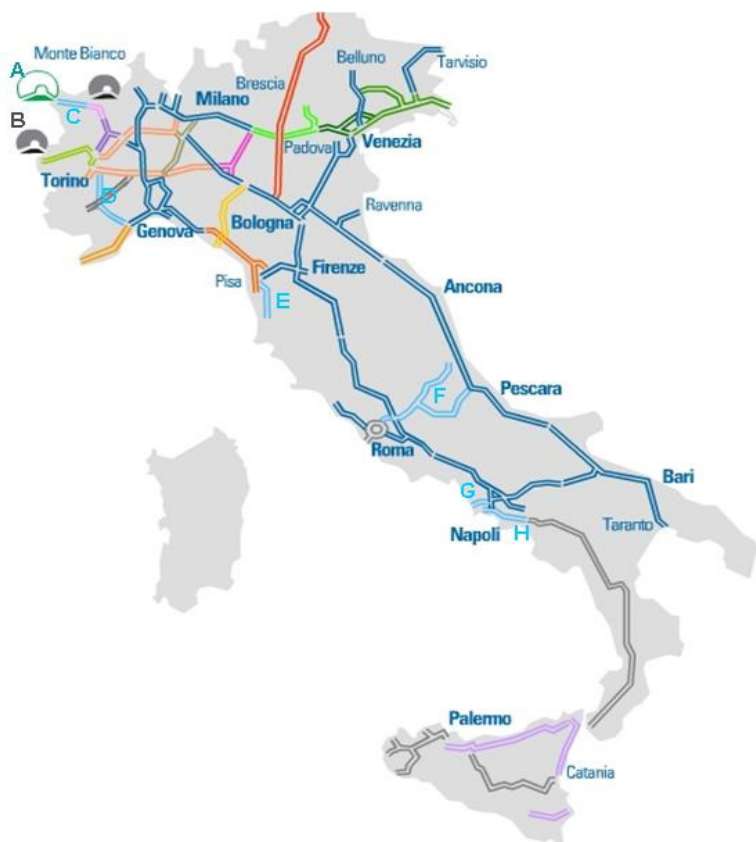 Monte Bianco
Belluno
Tarvisio
A
Brescia
C
Milano
B
Padova
Venezia
Torino
D
Ravenna
Genova
Bologna
Firenze
Pisa
E
Ancona
F
Pescara
Roma
Bari
G
Taranto
Napoli
H
Palermo
Catania